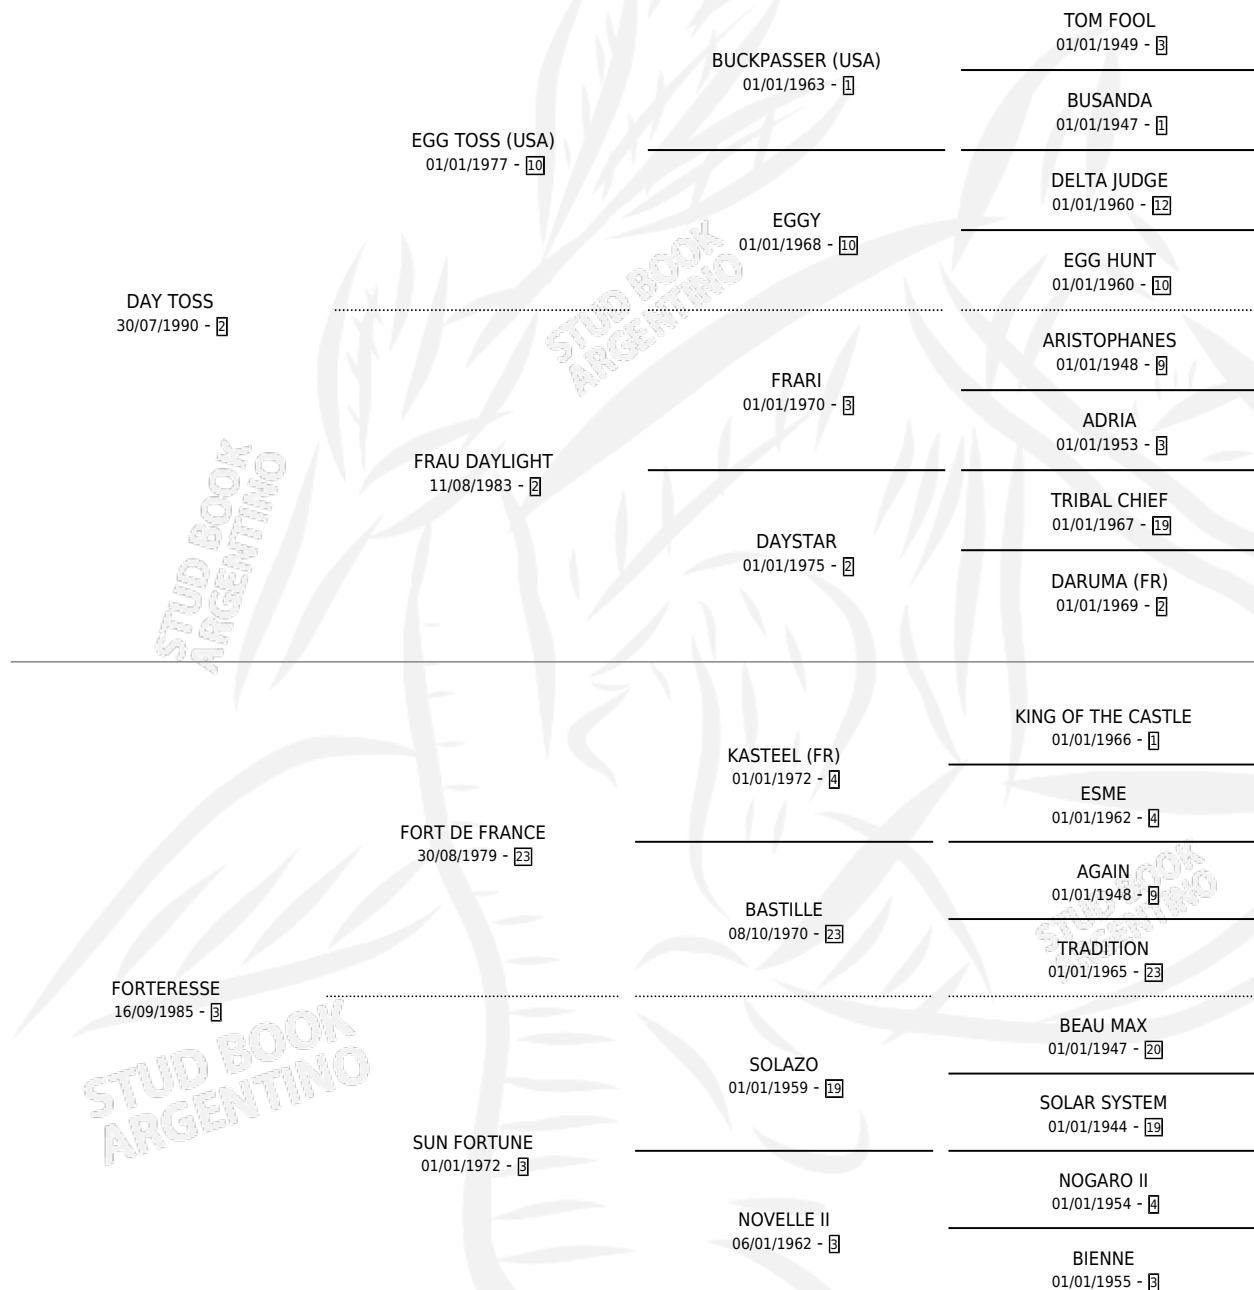 TOM FOOL
01/01/1949 - 3
BUCKPASSER (USA)
01/01/1963 - 1
BUSANDA
01/01/1947 - 1
EGG TOSS (USA)
01/01/1977 - 10
DELTA JUDGE
01/01/1960 - 12
EGGY
01/01/1968 - 10
EGG HUNT
01/01/1960 - 10
DAY TOSS
30/07/1990 - 2
ARISTOPHANES
01/01/1948 - 9
FRARI
01/01/1970 - 3
ADRIA
01/01/1953 - 3
FRAU DAYLIGHT
11/08/1983 - 2
TRIBAL CHIEF
01/01/1967 - 19
DAYSTAR
01/01/1975 - 2
DARUMA (FR)
01/01/1969 - 2
KING OF THE CASTLE
01/01/1966 - 1
KASTEEL (FR)
01/01/1972 - 4
ESME
01/01/1962 - 4
FORT DE FRANCE
30/08/1979 - 23
AGAIN
01/01/1948 - 9
BASTILLE
08/10/1970 - 23
TRADITION
01/01/1965 - 23
FORTERESSE
16/09/1985 - 3
BEAU MAX
01/01/1947 - 20
SOLAZO
01/01/1959 - 19
SOLAR SYSTEM
01/01/1944 - 19
SUN FORTUNE
01/01/1972 - 3
NOGARO II
01/01/1954 - 4
NOVELLE II
06/01/1962 - 3
BIENNE
01/01/1955 - 3
STUD BOOK
ARGENTINO
STUD BOOK
ARGENTINO
STUD BOOK
ARGENTINO
STUD BOOK
ARGENTINO